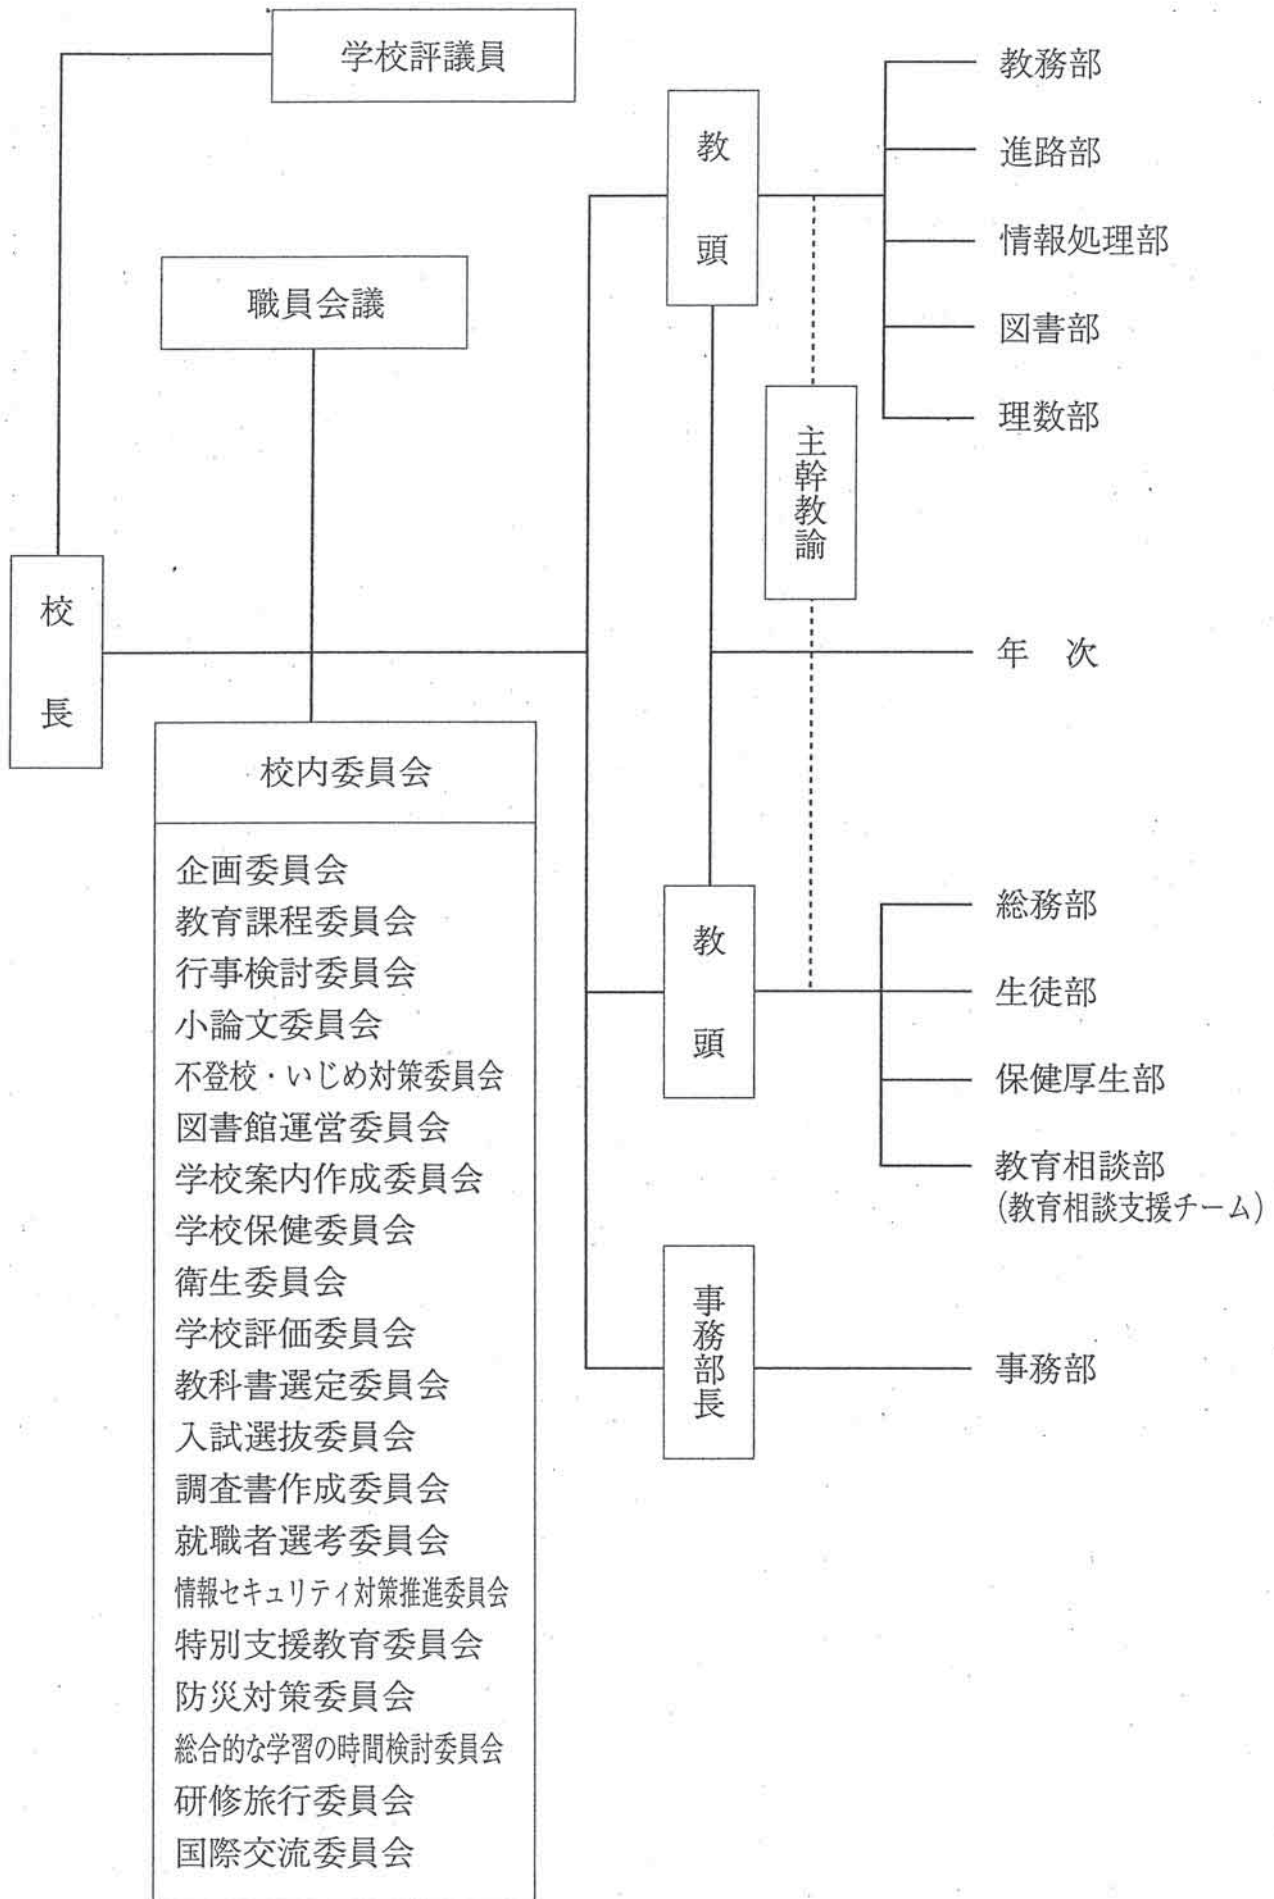 学校評議員
職員会議
校長
校内委員会
企画委員会
教育課程委員会
行事検討委員会
小論文委員会
不登校・いじめ対策委員会
図書館運営委員会
学校案内作成委員会
学校保健委員会
衛生委員会
学校評価委員会
教科書選定委員会
入試選抜委員会
調査書作成委員会
就職者選考委員会
情報セキュリティ対策推進委員会
特別支援教育委員会
防災対策委員会
総合的な学習の時間検討委員会
研修旅行委員会
国際交流委員会
教頭
主幹教諭
教頭
事務部長
教務部
進路部
情報処理部
図書部
理数部
年　次
総務部
生徒部
保健厚生部
教育相談部
(教育相談支援チーム)
事務部